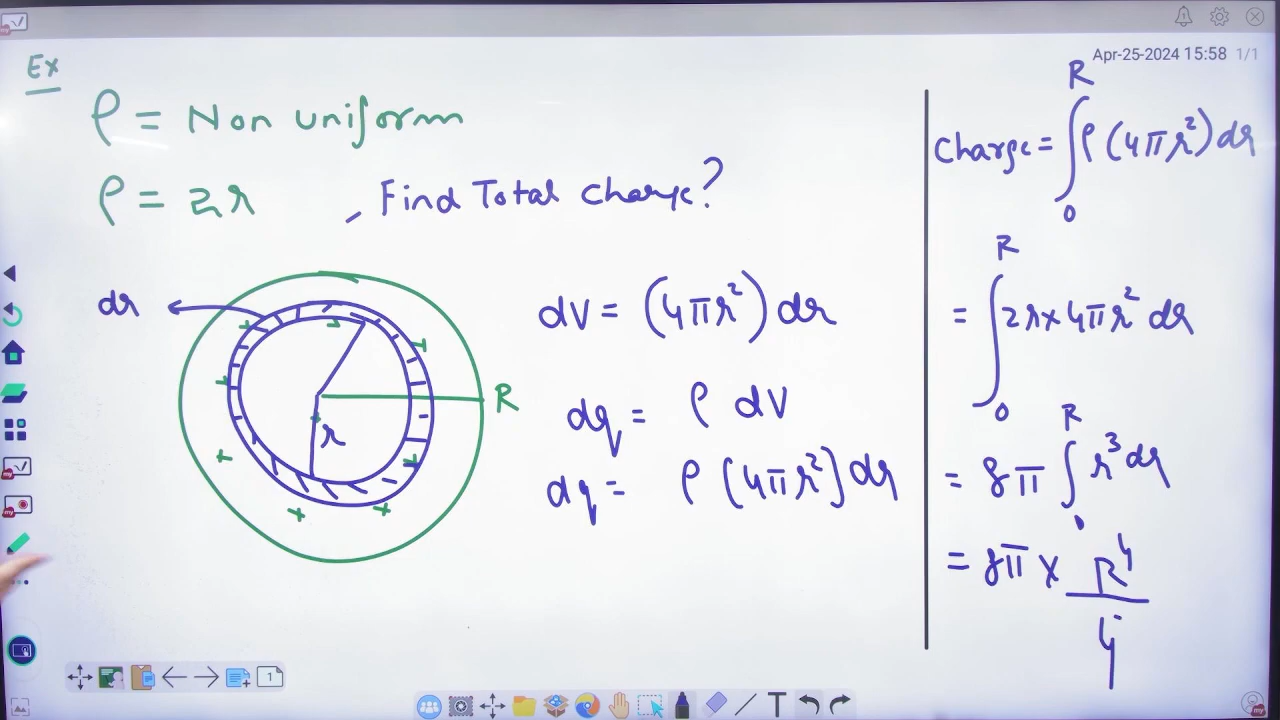 Apr-25-2024 15:58 1/1
Ex
ρ = Non uniform
ρ = 2r , Find Total Charge?
dr
R
r
dV = (4πr²) dr
dq = ρ dV
dq = ρ (4πr²] dr
Charge = ∫₀ᴿ ρ (4πr²) dr
= ∫₀ᴿ 2r × 4πr² dr
= 8π ∫₀ᴿ r³ dr
= 8π × R⁴/4
1